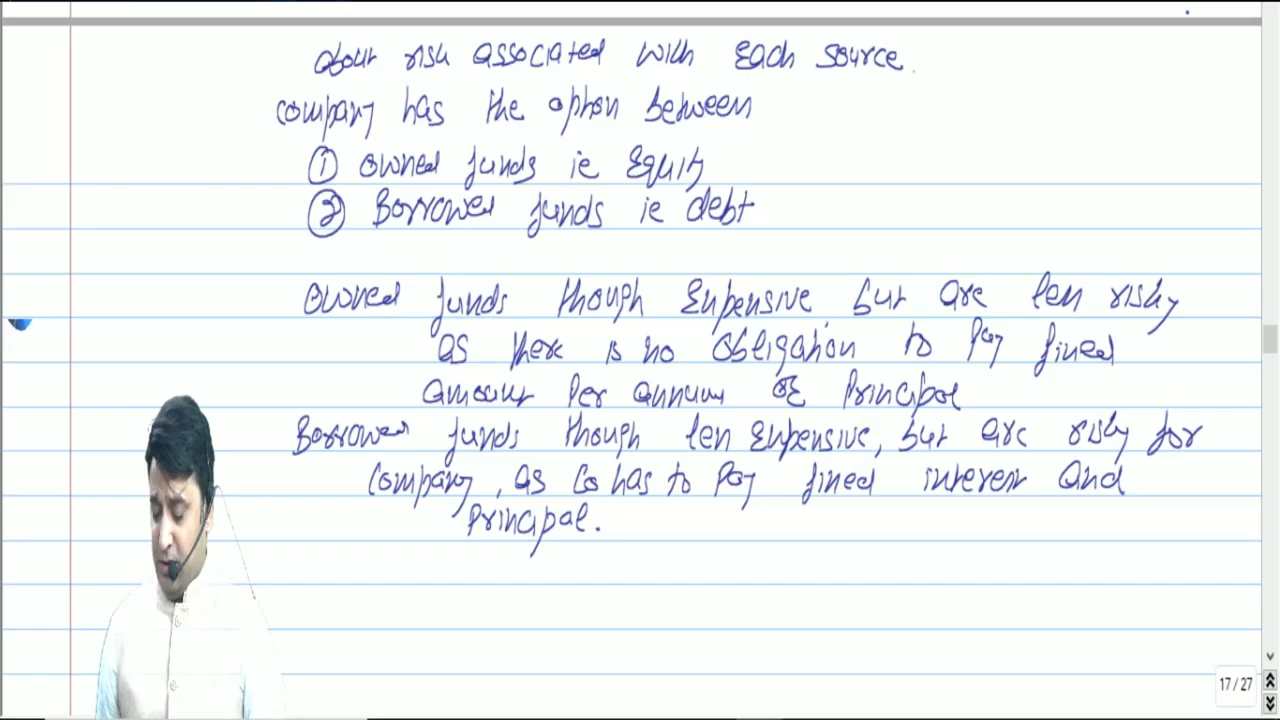 about risk associated with each source.
company has the option between
① owned funds ie Equity
② Borrowed funds ie debt
owned funds though Expensive but are less risky
as there is no obligation to Pay fixed
amount Per annum or Principal
Borrowed funds though less expensive, but are risky for
company, as Co has to Pay fixed interest and
Principal.
17 / 27